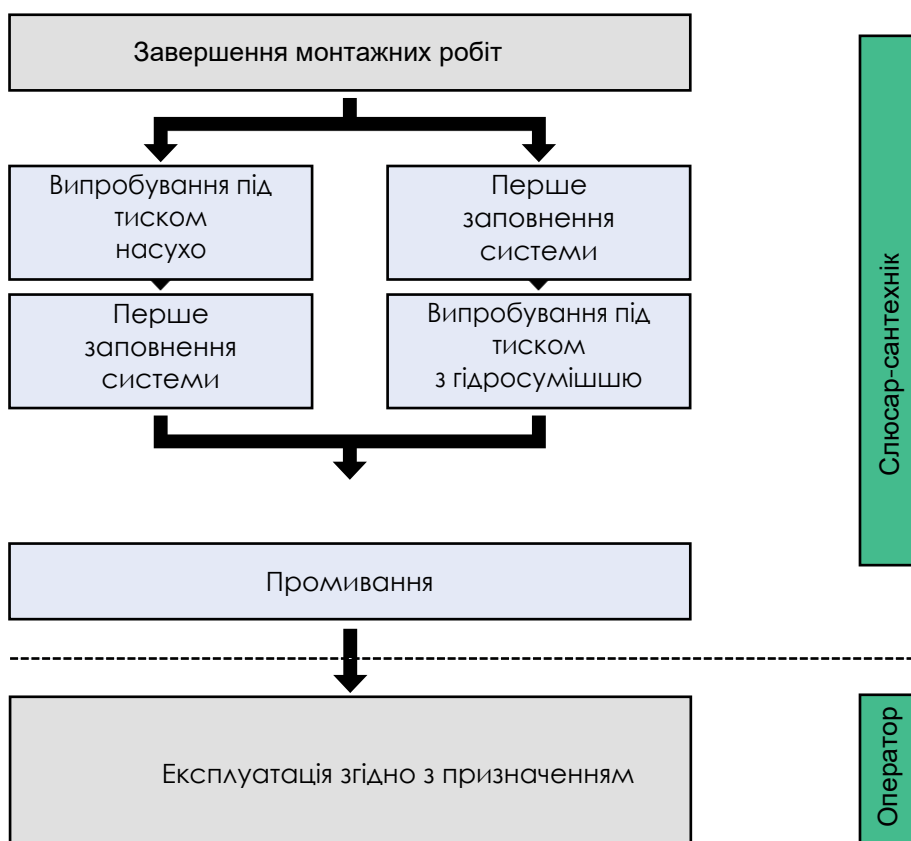 Завершення монтажних робіт
Випробування під
тиском
насухо
Перше
заповнення
системи
Перше
заповнення
системи
Випробування під
тиском
з гідросумішшю
Промивання
Експлуатація згідно з призначенням
Слюсар-сантехнік
Оператор